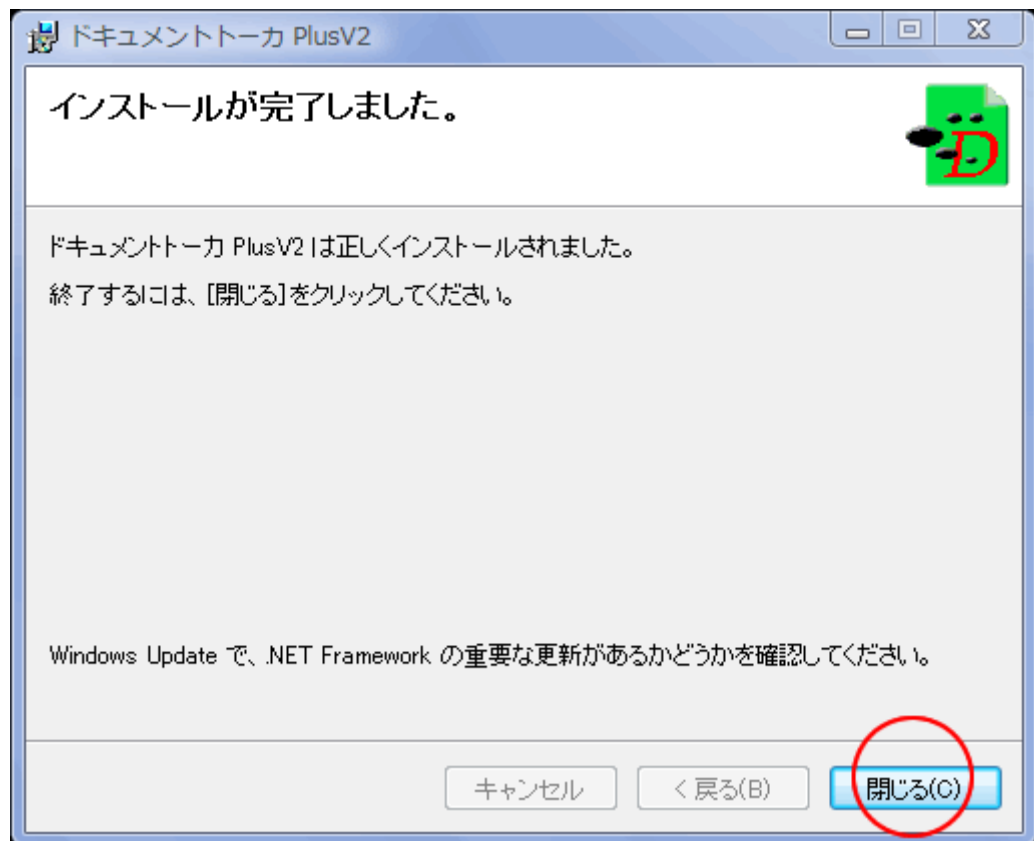 ドキュメントトーカ PlusV2
インストールが完了しました。
D
ドキュメントトーカ PlusV2 は正しくインストールされました。
終了するには、[閉じる]をクリックしてください。
Windows Update で、.NET Framework の重要な更新があるかどうかを確認してください。
キャンセル
< 戻る(B)
閉じる(C)